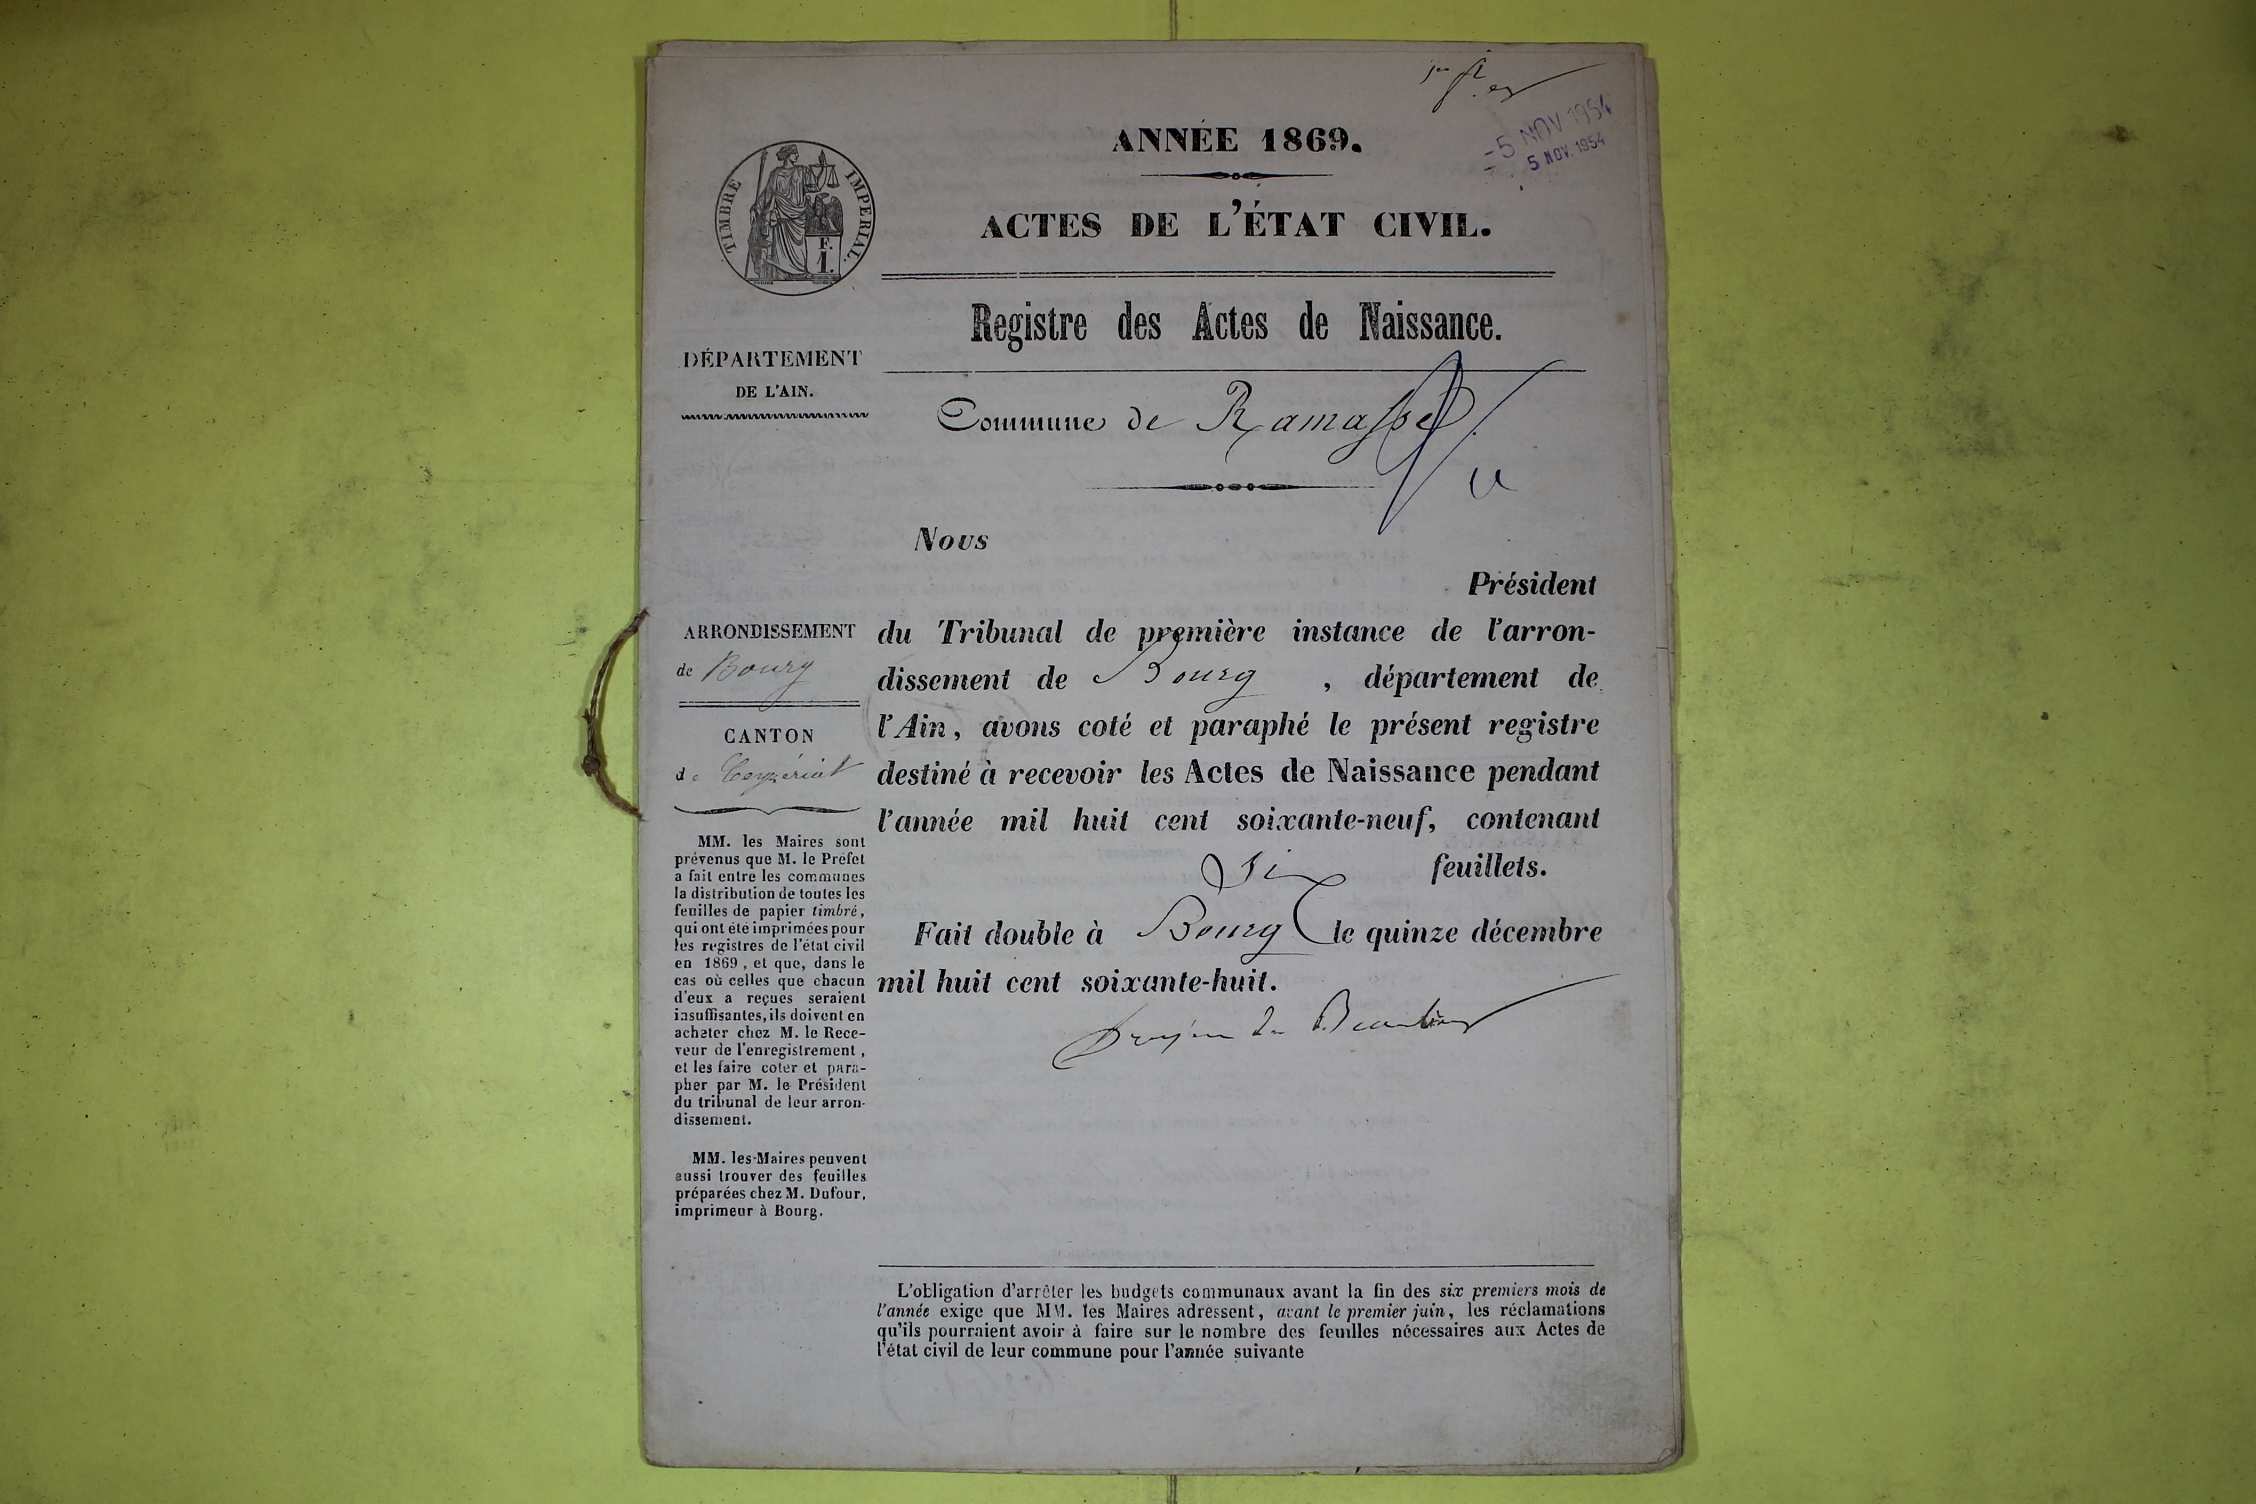 ANNÉE 1869.
-5 NOV 1954
5 NOV. 1954
TIMBRE IMPERIAL.
F.
1.
ACTES DE L'ÉTAT CIVIL.
Registre des Actes de Naissance.
DÉPARTEMENT
DE L'AIN.
Commune de Ramasse
Vu
Nous
Président
du Tribunal de première instance de l'arron-
dissement de Bourg , département de
l'Ain, avons coté et paraphé le présent registre
destiné à recevoir les Actes de Naissance pendant
l'année mil huit cent soixante-neuf, contenant
six feuillets.
Fait double à Bourg le quinze décembre
mil huit cent soixante-huit.
ARRONDISSEMENT
de Bourg
CANTON
de Ceyzériat
MM. les Maires sont
prévenus que M. le Préfet
a fait entre les communes
la distribution de toutes les
feuilles de papier timbré,
qui ont été imprimées pour
les registres de l'état civil
en 1869, et que, dans le
cas où celles que chacun
d'eux a reçues seraient
insuffisantes, ils doivent en
acheter chez M. le Rece-
veur de l'enregistrement,
et les faire coter et para-
pher par M. le Président
du tribunal de leur arron-
dissement.
MM. les Maires peuvent
aussi trouver des feuilles
préparées chez M. Dufour,
imprimeur à Bourg.
L'obligation d'arrêter les budgets communaux avant la fin des six premiers mois de
l'année exige que MM. les Maires adressent, avant le premier juin, les réclamations
qu'ils pourraient avoir à faire sur le nombre des feuilles nécessaires aux Actes de
l'état civil de leur commune pour l'année suivante